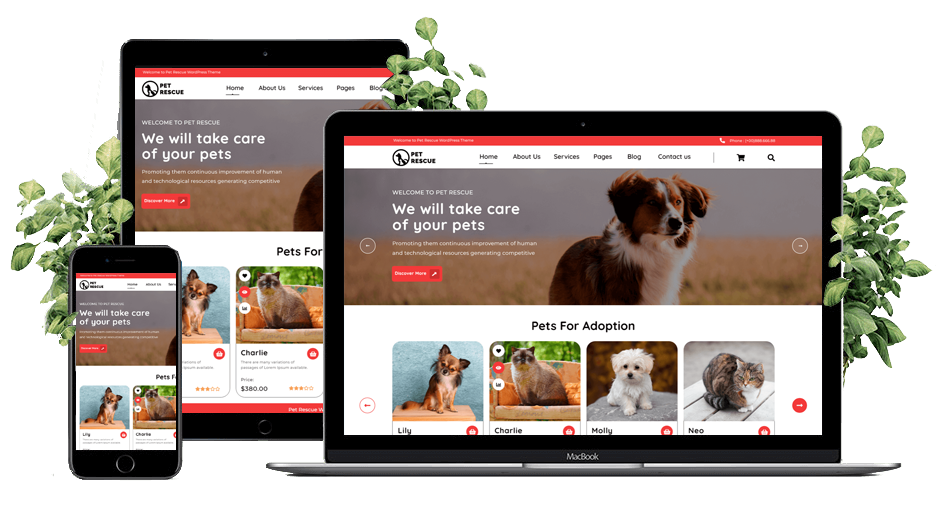 Welcome to Pet Rescue WordPress Theme
PET
RESCUE
Home About Us Services Pages Blog
WELCOME TO PET RESCUE
We will take care
of your pets
Promoting them continuous improvement of human
and technological resources generating competitive
Discover More
Pets For
Charlie
There are many variations of
passages of Lorem Ipsum available
Price:
$380.00
Pet Rescue W
Welcome to Pet Rescue WordPress Theme
Phone :
PET
RESCUE
Home About Us Services Pages Blog Contact us
WELCOME TO PET RESCUE
We will take care
of your pets
Promoting them continuous improvement of human
and technological resources generating competitive
Discover More
Pets For Adoption
Lily Charlie Molly Neo
MacBook
PET
RESCUE
Home About Us
WELCOME TO PET RESCUE
We will take care
of your pets
Promoting them continuous improvement of human
and technological resources generating competitive
Discover More
Pets Fo
Lily Charlie